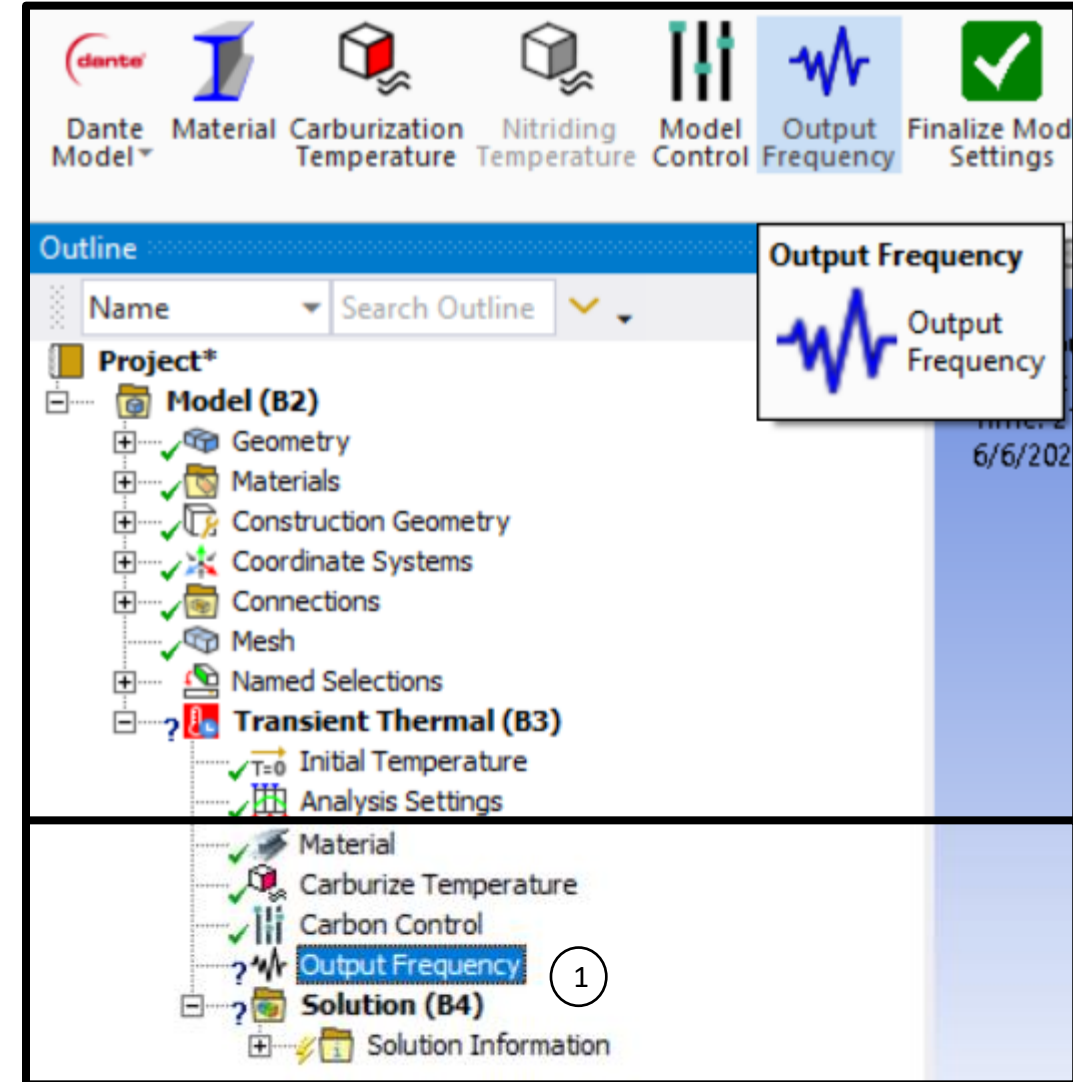 dante
Dante Material Carburization Nitriding Model Output Finalize Mod
Model Temperature Temperature Control Frequency Settings
Outline
Name Search Outline
Output Frequency
Output
Frequency
Project*
Model (B2)
Geometry
6/6/202
Materials
Construction Geometry
Coordinate Systems
Connections
Mesh
Named Selections
? Transient Thermal (B3)
T=0 Initial Temperature
Analysis Settings
Material
Carburize Temperature
Carbon Control
? Output Frequency 1
? Solution (B4)
Solution Information